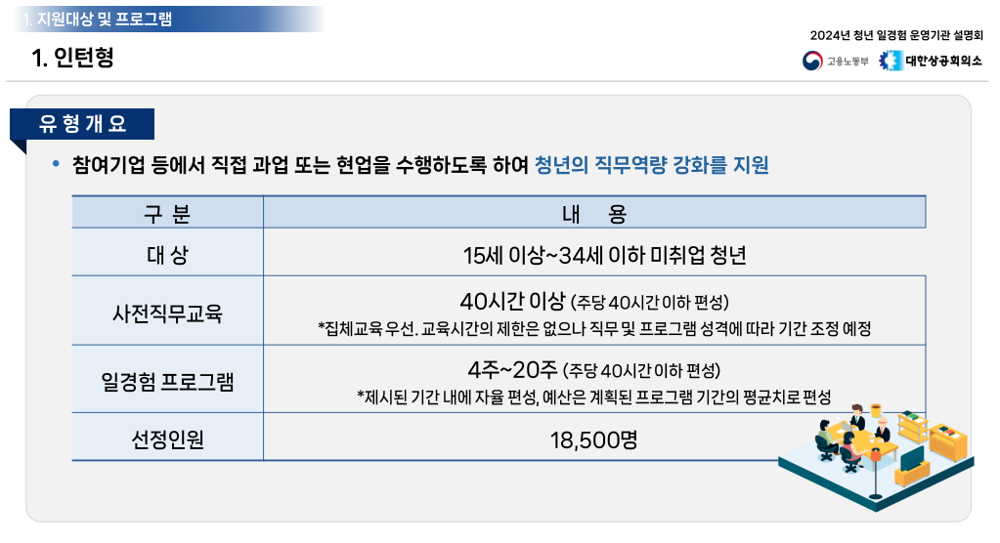 1. 지원대상 및 프로그램
1. 인턴형
2024년 청년 일경험 운영기관 설명회
고용노동부 대한상공회의소
유형개요
• 참여기업 등에서 직접 과업 또는 현업을 수행하도록 하여 청년의 직무역량 강화를 지원
구 분 내 용
대 상 15세 이상~34세 이하 미취업 청년
사전직무교육
40시간 이상 (주당 40시간 이하 편성)
*집체교육 우선. 교육시간의 제한은 없으나 직무 및 프로그램 성격에 따라 기간 조정 예정
일경험 프로그램
4주~20주 (주당 40시간 이하 편성)
*제시된 기간 내에 자율 편성, 예산은 계획된 프로그램 기간의 평균치로 편성
선정인원 18,500명